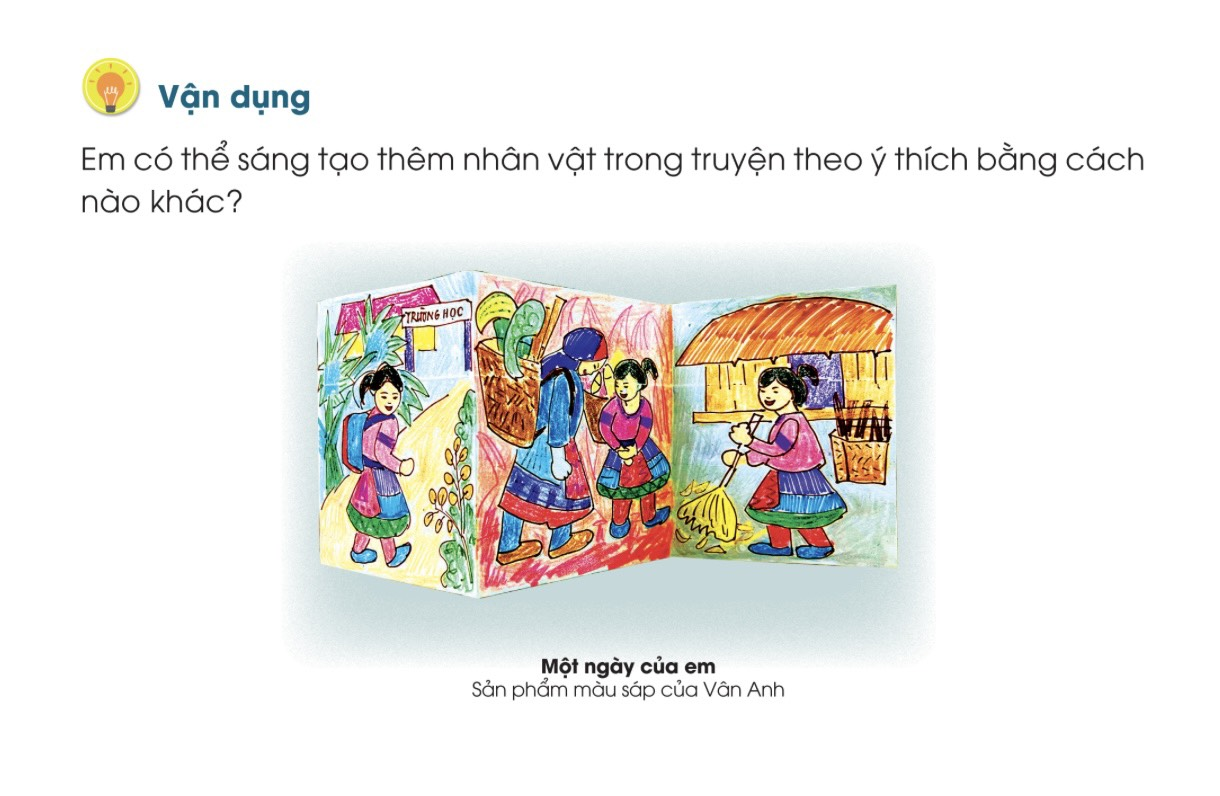 Vận dụng
Em có thể sáng tạo thêm nhân vật trong truyện theo ý thích bằng cách
nào khác?
TRƯỜNG HỌC
Một ngày của em
Sản phẩm màu sáp của Vân Anh